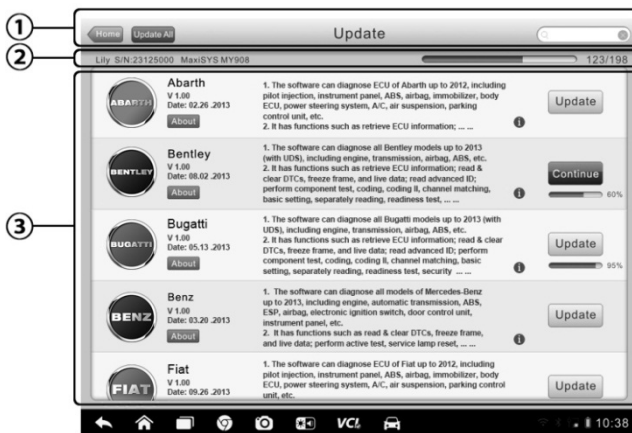 ① Home Update All Update
② Lily S/N:23125000 MaxiSYS MY908 123/198
③
ABARTH
Abarth
V 1.00
Date: 02.26 .2013
About
1. The software can diagnose ECU of Abarth up to 2012, including
pilot injection, instrument panel, ABS, airbag, immobilizer, body
ECU, power steering system, A/C, air suspension, parking
control unit, etc.
2. It has functions such as retrieve ECU information; ... ...
Update
BENTLEY
Bentley
V 1.00
Date: 08.02 .2013
About
1. The software can diagnose all Bentley models up to 2013
(with UDS), including engine, transmission, airbag, ABS, etc.
2. It has functions such as retrieve ECU information; read &
clear DTCs, freeze frame, and live data; read advanced ID;
perform component test, coding, coding II, channel matching,
basic setting, separately reading, readiness test, ... ...
Continue
60%
BUGATTI
Bugatti
V 1.00
Date: 05.13 .2013
About
1. The software can diagnose all Bugatti models up to 2013 (with
UDS), including engine, transmission, airbag, ABS, etc.
2. It has functions such as retrieve ECU information; read & clear
DTCs, freeze frame, and live data; read advanced ID; perform
component test, coding, coding II, channel matching, basic
setting, separately reading, readiness test, security ... ...
Update
95%
BENZ
Benz
V 1.00
Date: 03.20 .2013
About
1. The software can diagnose all models of Mercedes-Benz
up to 2013, including engine, automatic transmission, ABS,
ESP, airbag, electronic ignition switch, door control unit,
instrument panel, etc.
2. It has functions such as read & clear DTCs, freeze frame,
and live data; perform active test, service lamp reset, ... ...
Update
FIAT
Fiat
V 1.00
Date: 09.26 .2013
1. The software can diagnose ECU of Fiat up to 2012, including
pilot injection, instrument panel, ABS, airbag, immobilizer, body
ECU, power steering system, A/C, air suspension, parking control
unit, etc.
Update
VCI
10:38